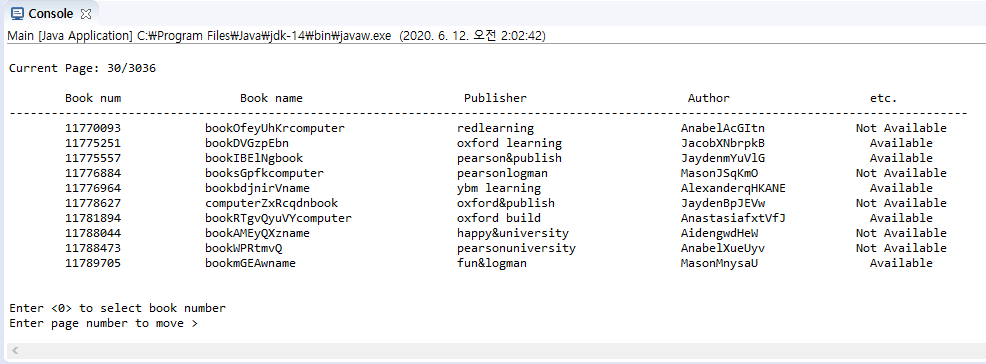 Console
Main [Java Application] C:₩Program Files₩Java₩jdk-14₩bin₩javaw.exe (2020. 6. 12. 오전 2:02:42)
Current Page: 30/3036
Book num Book name Publisher Author etc.
11770093 bookOfeyUhKrcomputer redlearning AnabelAcGItn Not Available
11775251 bookDVGzpEbn oxford learning JacobXNbrpkB Available
11775557 bookIBElNgbook pearson&publish JaydenmYuVlG Available
11776884 booksGpfkcomputer pearsonlogman MasonJSqKmO Not Available
11776964 bookbdjnirVname ybm learning AlexanderqHKANE Available
11778627 computerZxRcqdnbook oxford&publish JaydenBpJEVw Not Available
11781894 bookRTgvQyuVYcomputer oxford build AnastasiafxtVfJ Available
11788044 bookAMEyQXzname happy&university AidengwdHeW Not Available
11788473 bookWPRtmvQ pearsonuniversity AnabelXueUyv Not Available
11789705 bookmGEAwname fun&logman MasonMnysaU Available
Enter <0> to select book number
Enter page number to move >